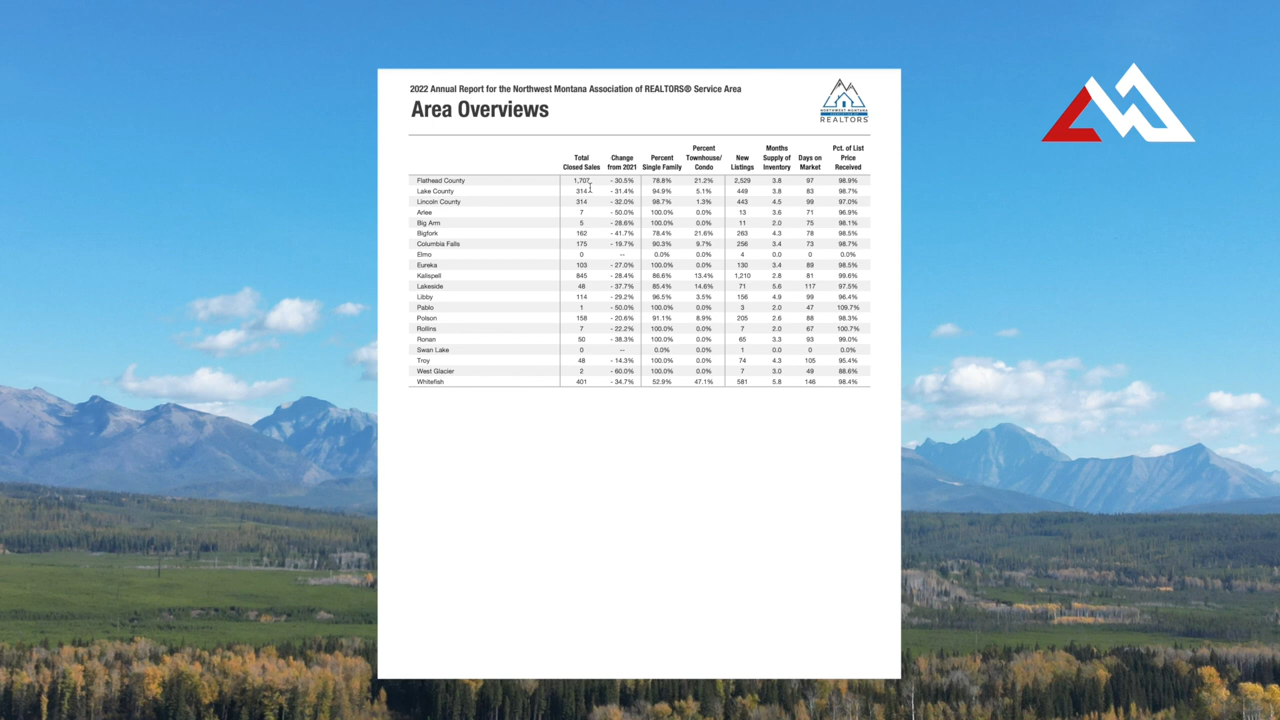 2022 Annual Report for the Northwest Montana Association of REALTORS® Service Area
Area Overviews
NORTHWEST MONTANA
ASSOCIATION OF
REALTORS
Total Closed Sales Change from 2021 Percent Single Family Percent Townhouse/ Condo New Listings Months Supply of Inventory Days on Market Pct. of List Price Received
Flathead County 1,707 - 30.5% 78.8% 21.2% 2,529 3.8 97 98.9%
Lake County 314 - 31.4% 94.9% 5.1% 449 3.8 83 98.7%
Lincoln County 314 - 32.0% 98.7% 1.3% 443 4.5 99 97.0%
Arlee 7 - 50.0% 100.0% 0.0% 13 3.6 71 96.9%
Big Arm 5 - 28.6% 100.0% 0.0% 11 2.0 75 98.1%
Bigfork 162 - 41.7% 78.4% 21.6% 263 4.3 78 98.5%
Columbia Falls 175 - 19.7% 90.3% 9.7% 256 3.4 73 98.7%
Elmo 0 -- 0.0% 0.0% 4 0.0 0 0.0%
Eureka 103 - 27.0% 100.0% 0.0% 130 3.4 89 98.5%
Kalispell 845 - 28.4% 86.6% 13.4% 1,210 2.8 81 99.6%
Lakeside 48 - 37.7% 85.4% 14.6% 71 5.6 117 97.5%
Libby 114 - 29.2% 96.5% 3.5% 156 4.9 99 96.4%
Pablo 1 - 50.0% 100.0% 0.0% 3 2.0 47 109.7%
Polson 158 - 20.6% 91.1% 8.9% 205 2.6 88 98.3%
Rollins 7 - 22.2% 100.0% 0.0% 7 2.0 67 100.7%
Ronan 50 - 38.3% 100.0% 0.0% 65 3.3 93 99.0%
Swan Lake 0 -- 0.0% 0.0% 1 0.0 0 0.0%
Troy 48 - 14.3% 100.0% 0.0% 74 4.3 105 95.4%
West Glacier 2 - 60.0% 100.0% 0.0% 7 3.0 49 88.6%
Whitefish 401 - 34.7% 52.9% 47.1% 581 5.8 146 98.4%